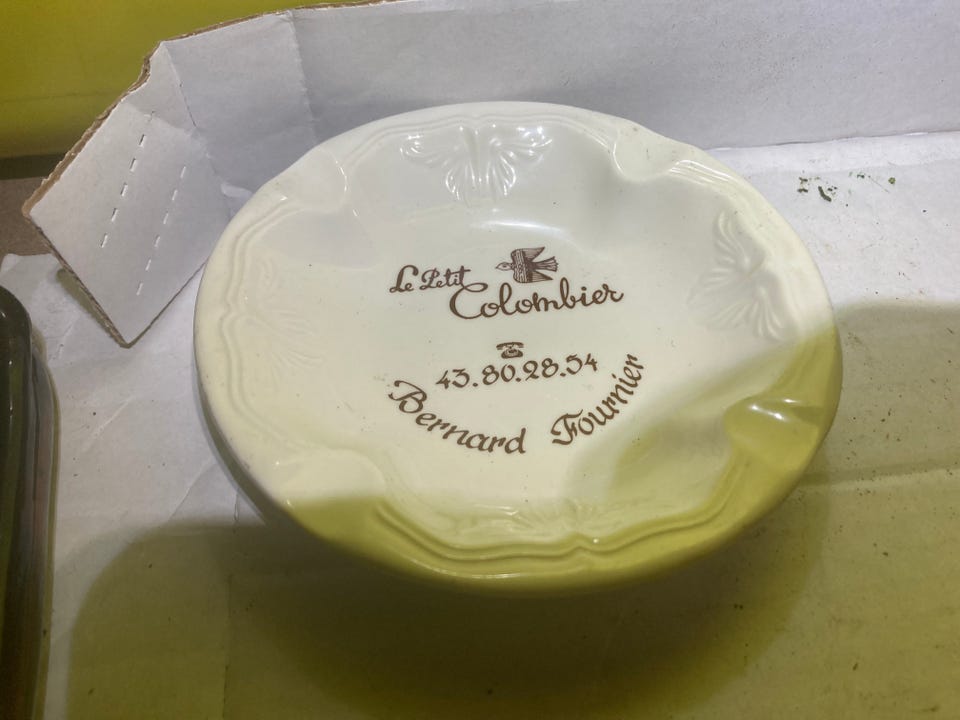 Le Petit
Colombier
43.80.28.54
Bernard Fournier